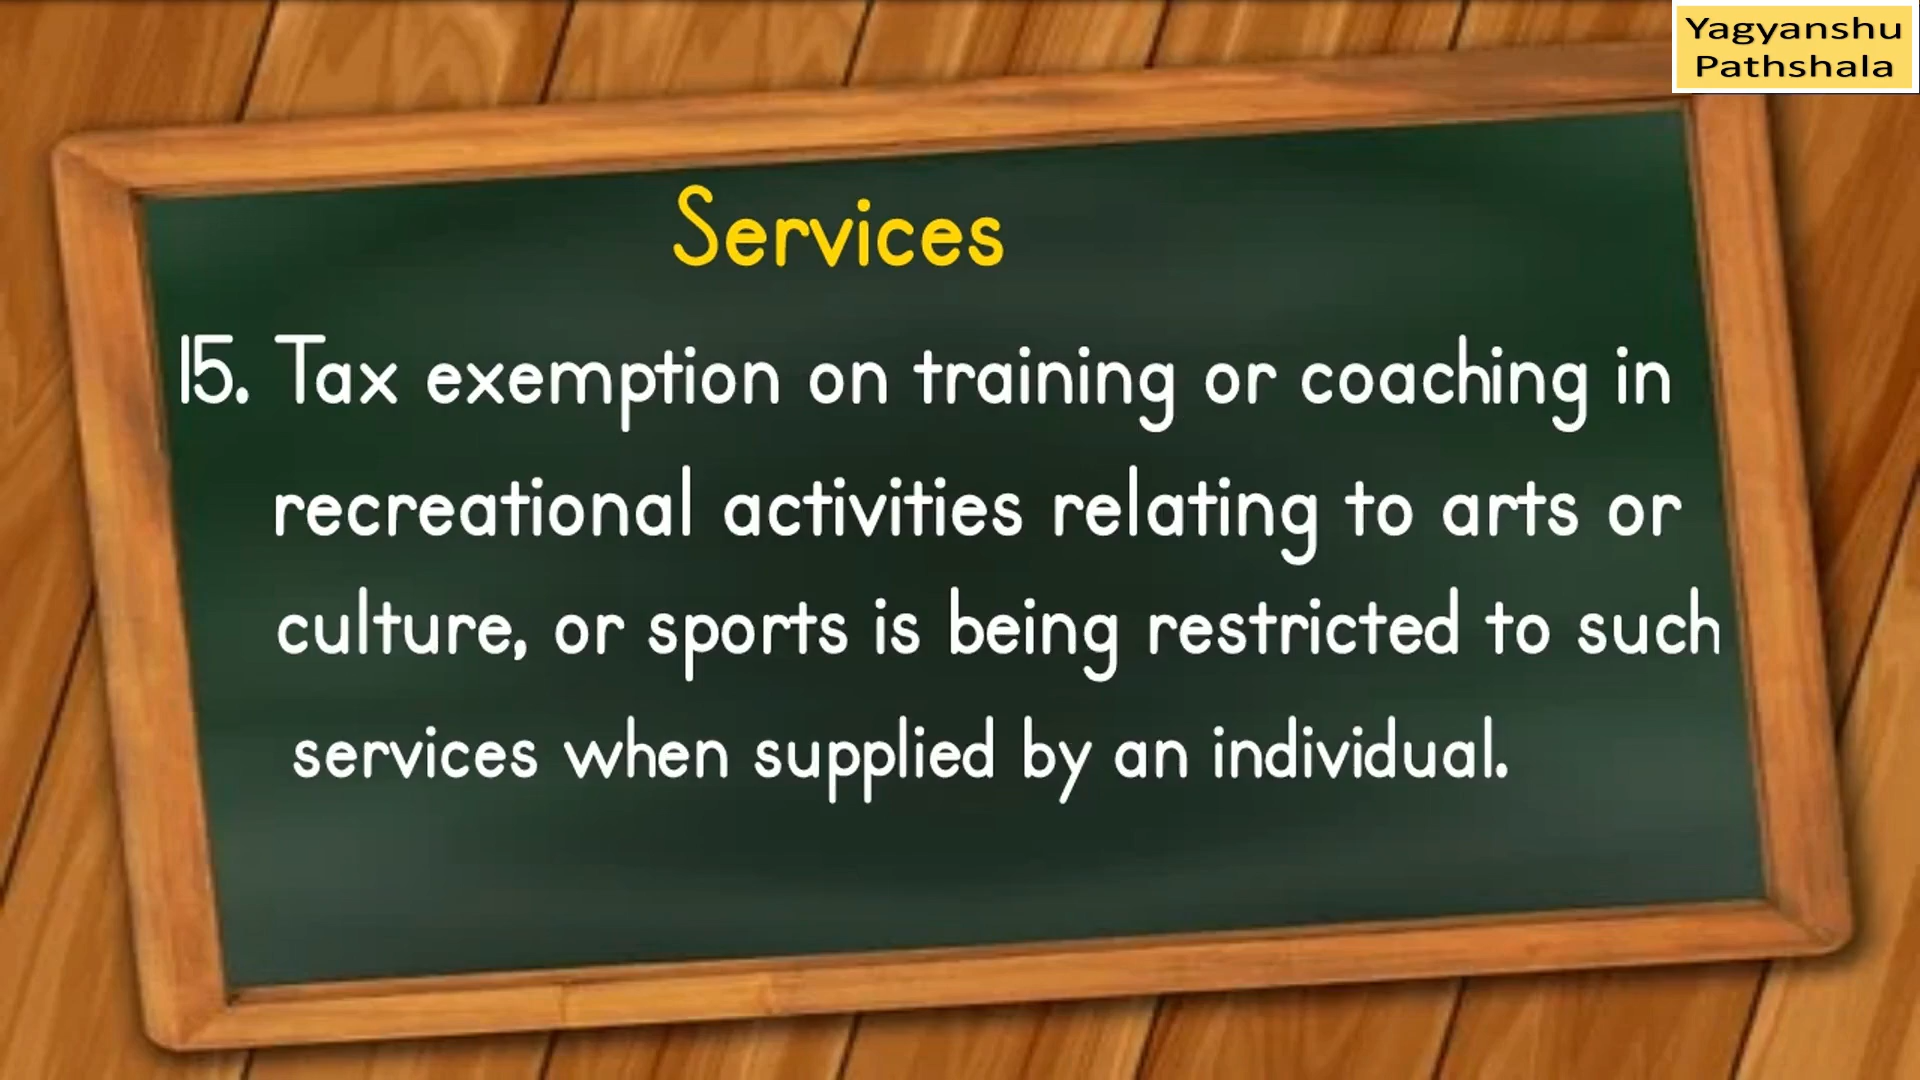 Yagyanshu
Pathshala
Services
15. Tax exemption on training or coaching in
recreational activities relating to arts or
culture, or sports is being restricted to such
services when supplied by an individual.